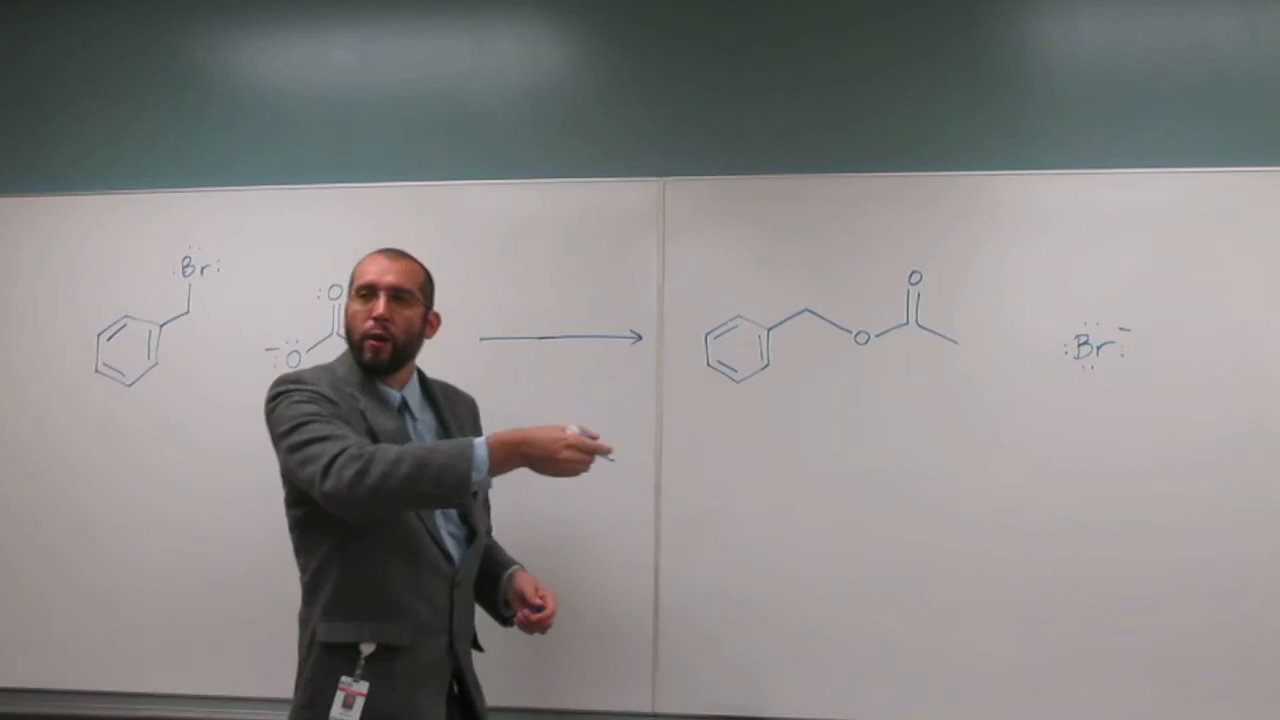 :Br:
:O
− :O
O
O
:Br: −